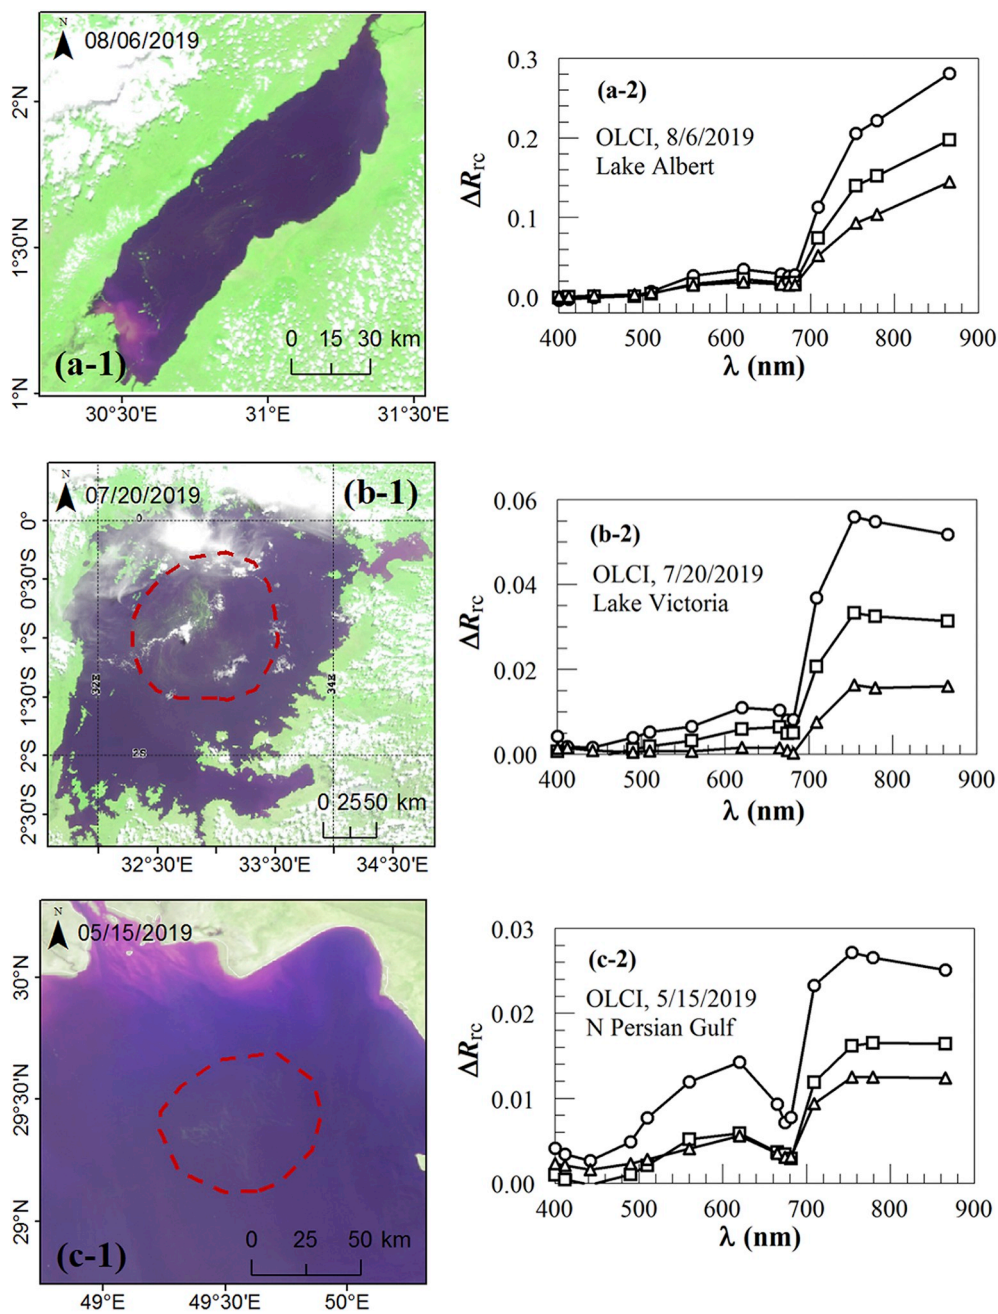 N
08/06/2019
2°N
1°30'N
1°N
0 15 30 km
(a-1)
30°30'E 31°E 31°30'E
0.3
0.2
0.1
0.0
ΔRrc
(a-2)
OLCI, 8/6/2019
Lake Albert
400 500 600 700 800 900
λ (nm)
N
07/20/2019
(b-1)
0
0°
0°30'S
1°S
1°30'S
2°S
2°30'S
32E
34E
2S
0 25 50 km
32°30'E 33°30'E 34°30'E
0.06
0.04
0.02
0.00
ΔRrc
(b-2)
OLCI, 7/20/2019
Lake Victoria
400 500 600 700 800 900
λ (nm)
N
05/15/2019
30°N
29°30'N
29°N
0 25 50 km
(c-1)
49°E 49°30'E 50°E
0.03
0.02
0.01
0.00
ΔRrc
(c-2)
OLCI, 5/15/2019
N Persian Gulf
400 500 600 700 800 900
λ (nm)